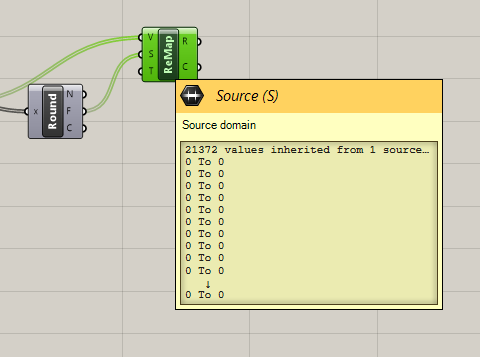 V
S
T
ReMap
R
C
x
Round
N
F
C
Source (S)
Source domain
21372 values inherited from 1 source…
0 To 0
0 To 0
0 To 0
0 To 0
0 To 0
0 To 0
0 To 0
0 To 0
0 To 0
0 To 0
↓
0 To 0